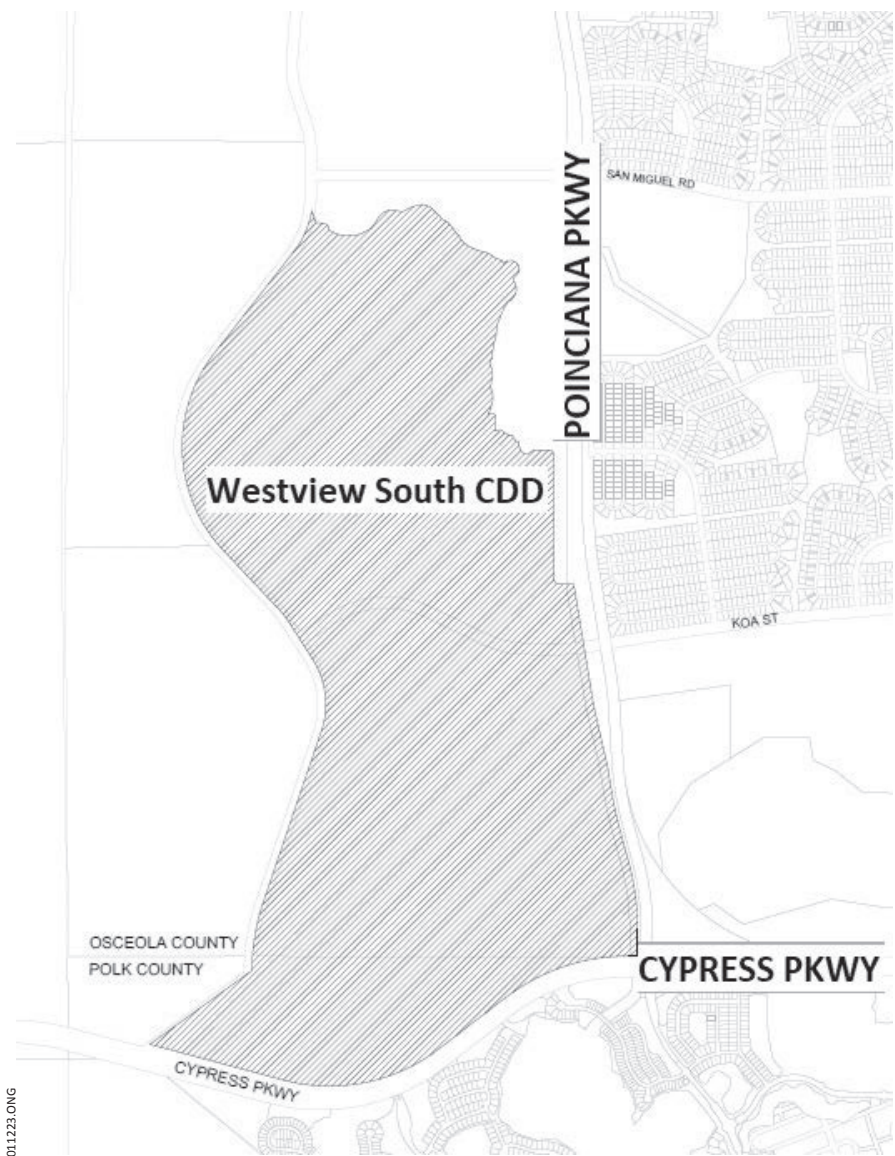 SAN MIGUEL RD
POINCIANA PKWY
Westview South CDD
KOA ST
OSCEOLA COUNTY
POLK COUNTY
CYPRESS PKWY
CYPRESS PKWY
011223.ONG